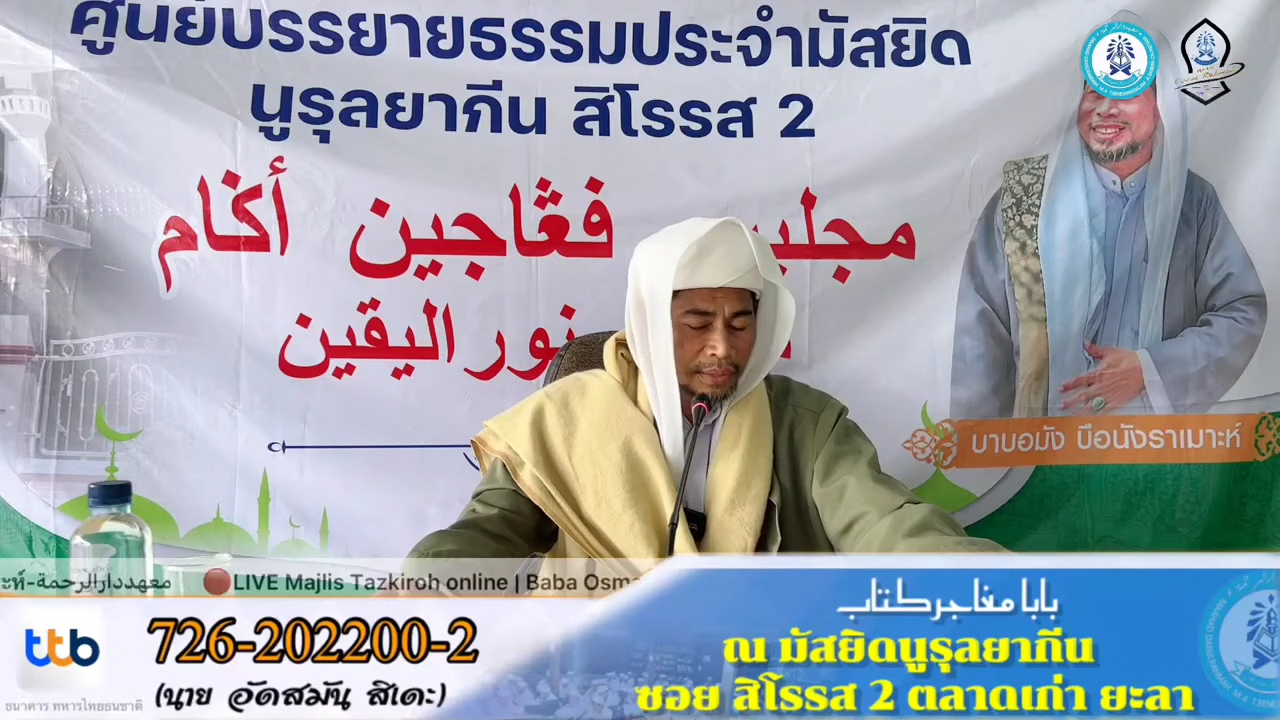 ศูนย์บรรยายธรรมประจำมัสยิด
นูรุลยากีน สิโรรส 2
مجليس ڤڠاجين أݢام
نور اليقين
บาบอมัง บือนังราเมาะห์
معهددارالرحمة 🔴LIVE Majlis Tazkiroh online | Baba Osma
ttb
726-202200-2
(นาย อัดสมัน สิเดะ)
ธนาคาร ทหารไทยธนชาติ
بابا مڠاجر كتاب
ณ มัสยิดนูรุลยากีน
ซอย สิโรรส 2 ตลาดเก่า ยะลา